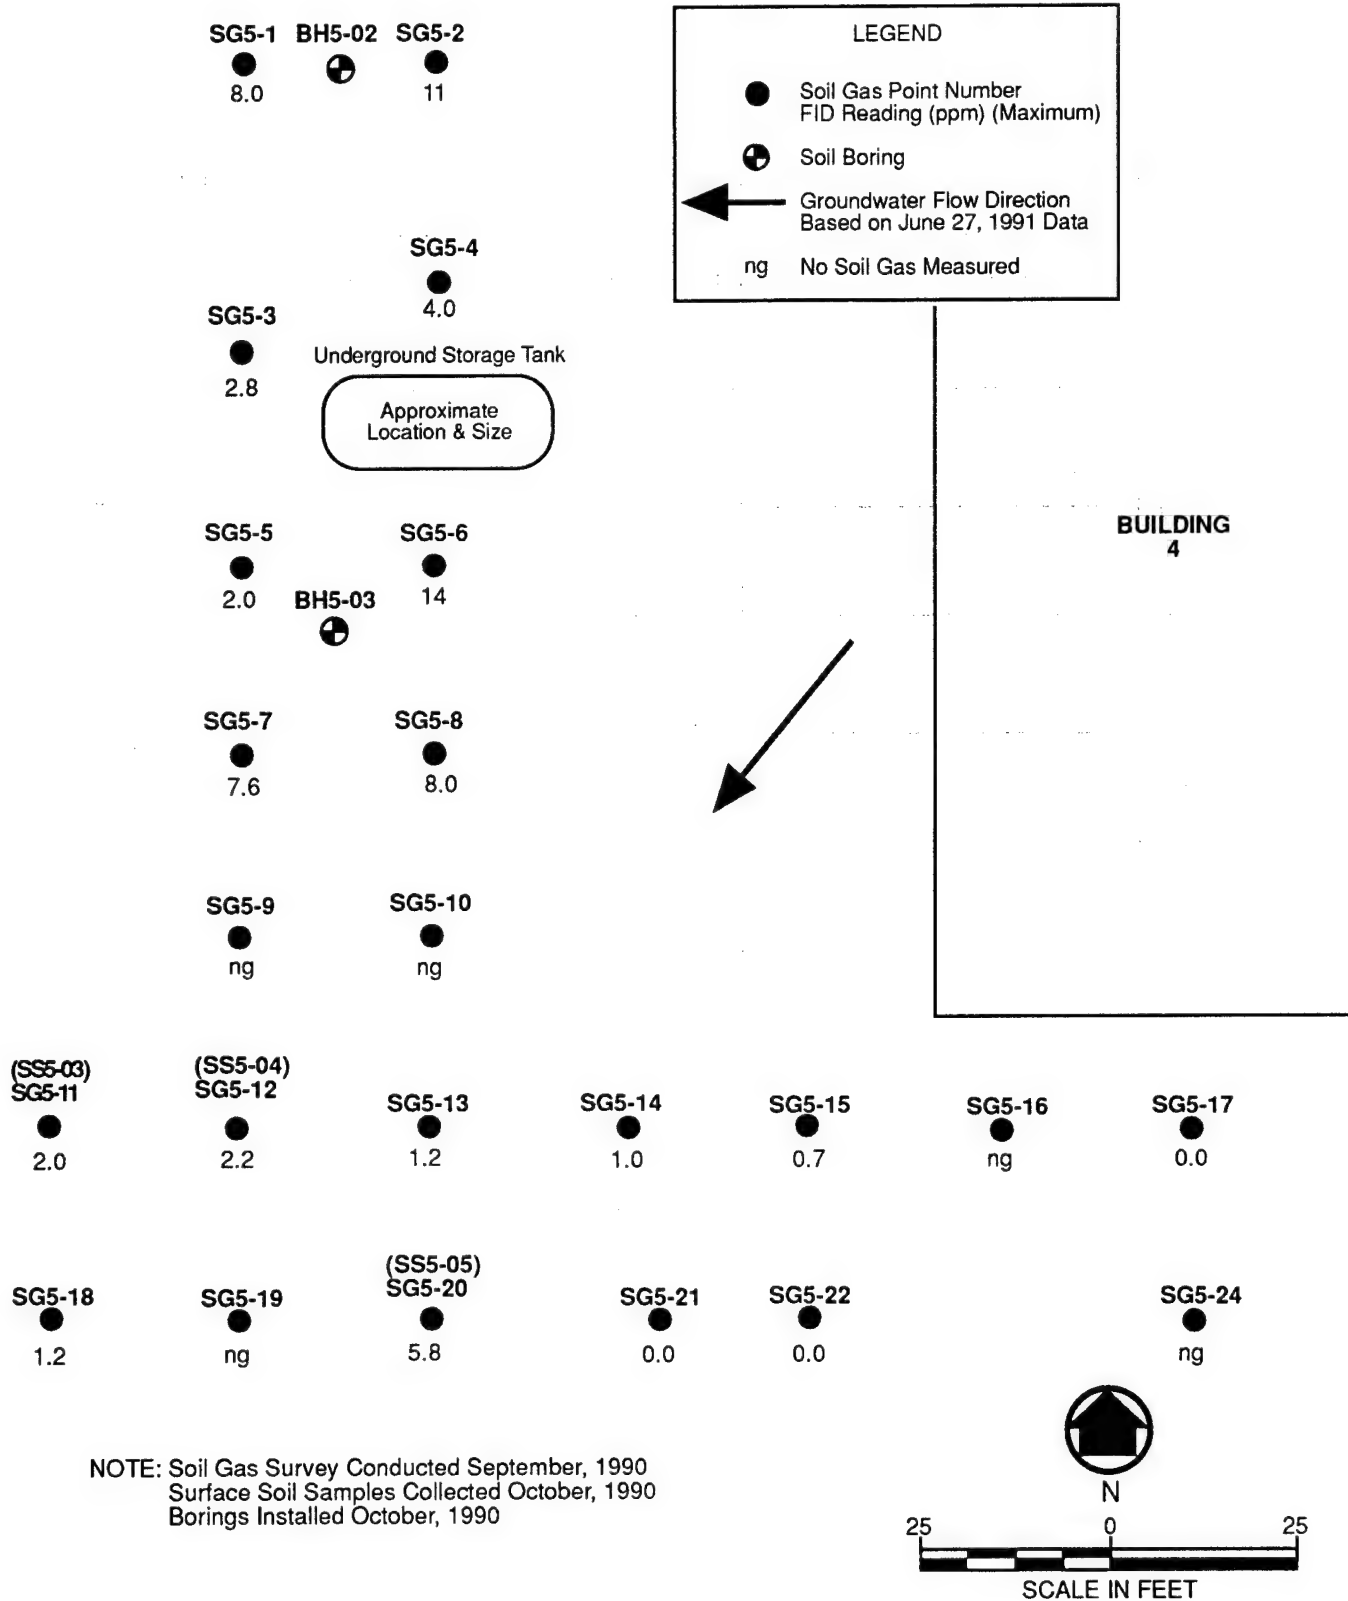 SG5-1 BH5-02 SG5-2
8.0 11
LEGEND
Soil Gas Point Number
FID Reading (ppm) (Maximum)
Soil Boring
Groundwater Flow Direction
Based on June 27, 1991 Data
ng No Soil Gas Measured
SG5-4
4.0
SG5-3
2.8
Underground Storage Tank
Approximate
Location & Size
BUILDING
4
SG5-5 SG5-6
2.0 BH5-03 14
SG5-7 SG5-8
7.6 8.0
SG5-9 SG5-10
ng ng
(SS5-03) (SS5-04)
SG5-11 SG5-12 SG5-13 SG5-14 SG5-15 SG5-16 SG5-17
2.0 2.2 1.2 1.0 0.7 ng 0.0
(SS5-05)
SG5-18 SG5-19 SG5-20 SG5-21 SG5-22 SG5-24
1.2 ng 5.8 0.0 0.0 ng
NOTE: Soil Gas Survey Conducted September, 1990
Surface Soil Samples Collected October, 1990
Borings Installed October, 1990
N
25 0 25
SCALE IN FEET